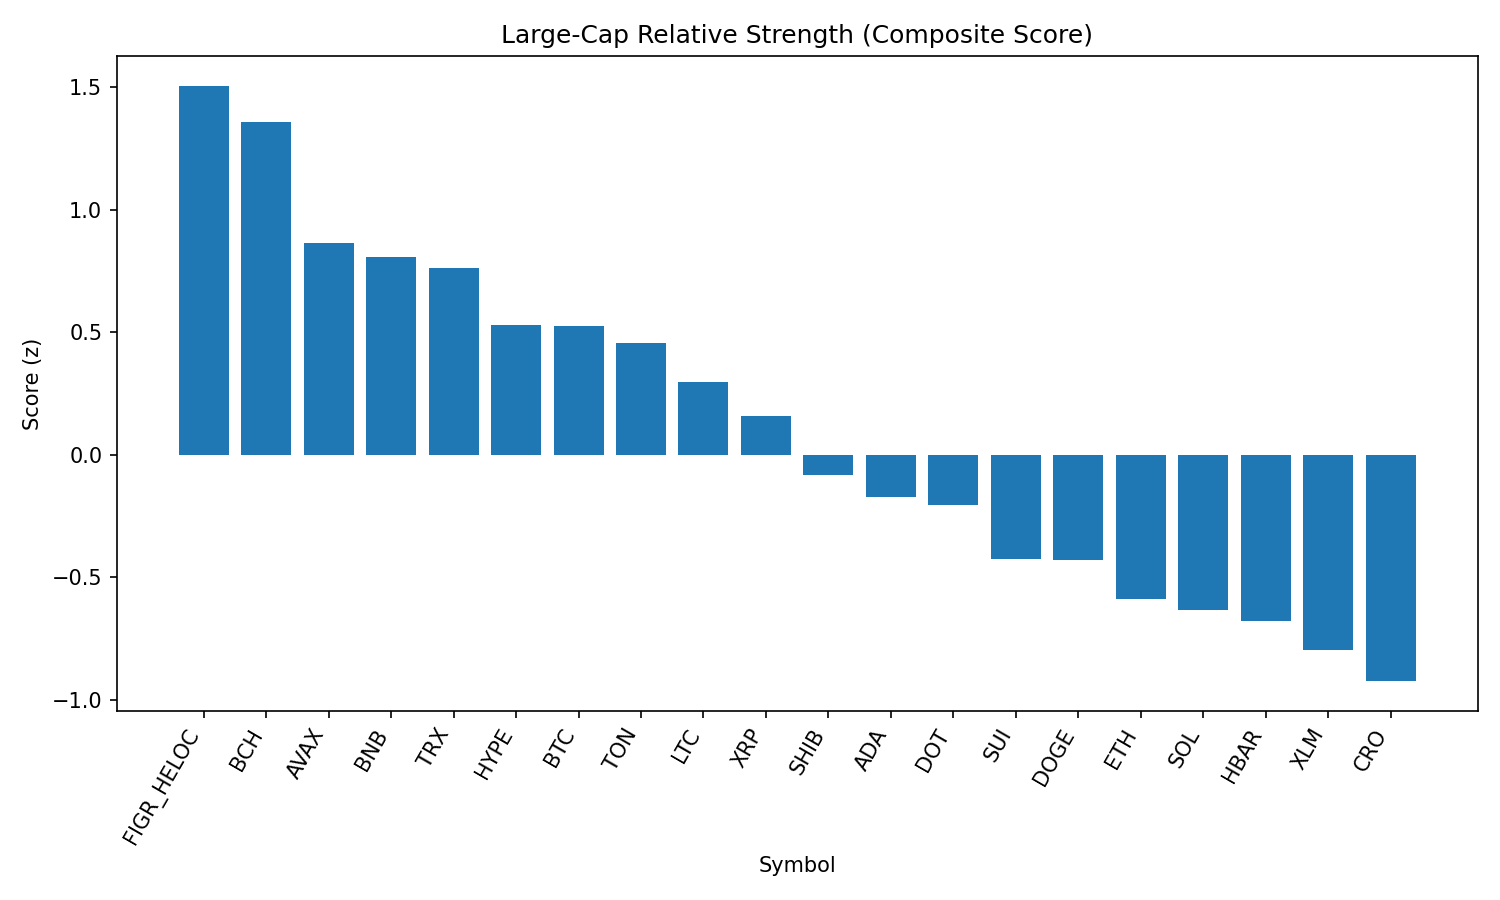 Large-Cap Relative Strength (Composite Score)
Score (z)
1.5
1.0
0.5
0.0
−0.5
−1.0
FIGR_HELOC
BCH
AVAX
BNB
TRX
HYPE
BTC
TON
LTC
XRP
SHIB
ADA
DOT
SUI
DOGE
ETH
SOL
HBAR
XLM
CRO
Symbol